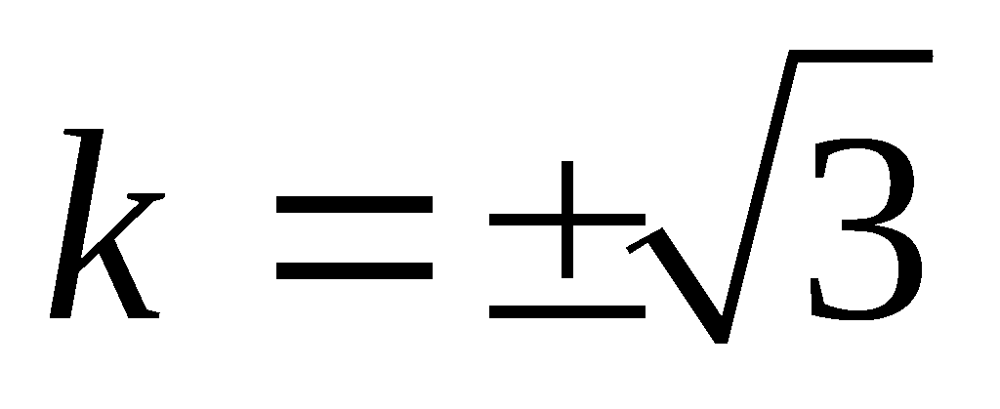 k = ±√3